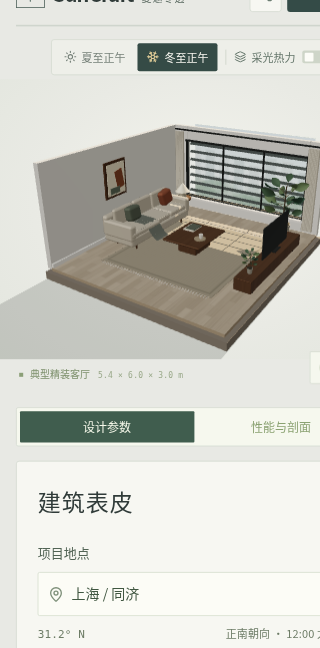 夏至正午 冬至正午 采光热力
典型精装客厅 5.4 × 6.0 × 3.0 m
设计参数 性能与剖面
建筑表皮
项目地点
上海 / 同济
31.2° N 正南朝向 · 12:00